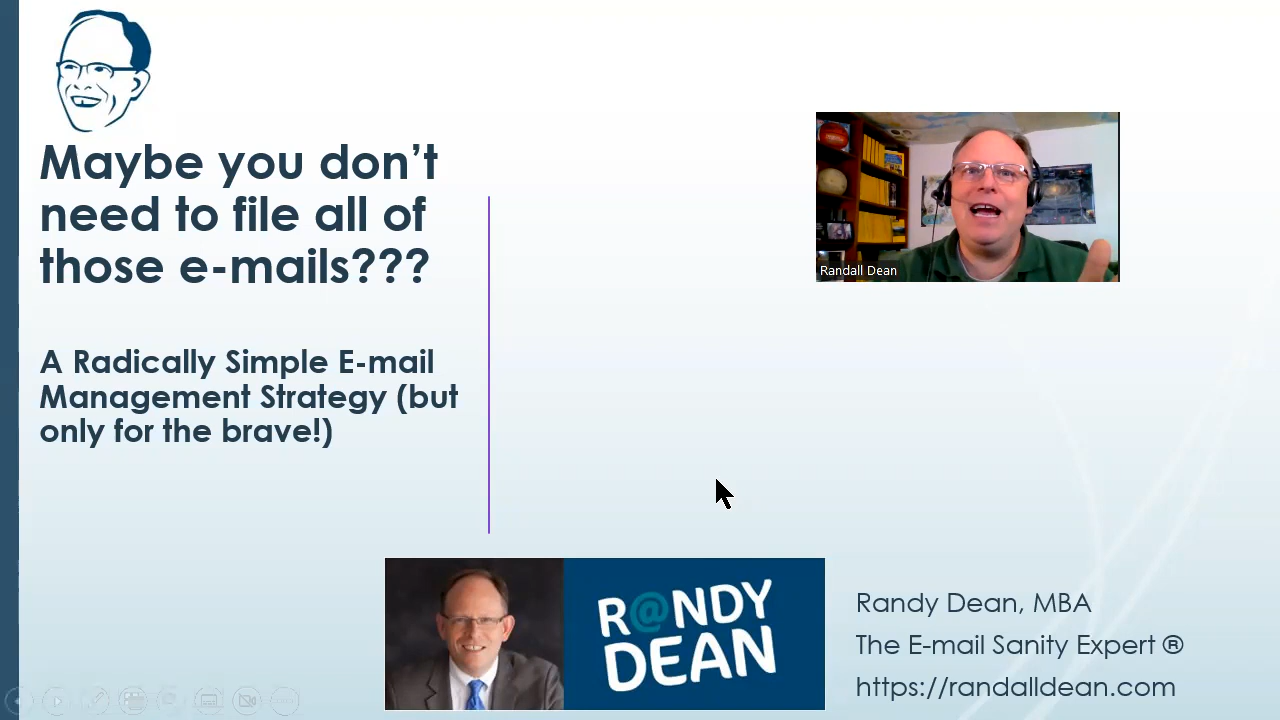 Maybe you don’t
need to file all of
those e-mails???
A Radically Simple E-mail
Management Strategy (but
only for the brave!)
Randall Dean
R@NDY
DEAN
Randy Dean, MBA
The E-mail Sanity Expert ®
https://randalldean.com